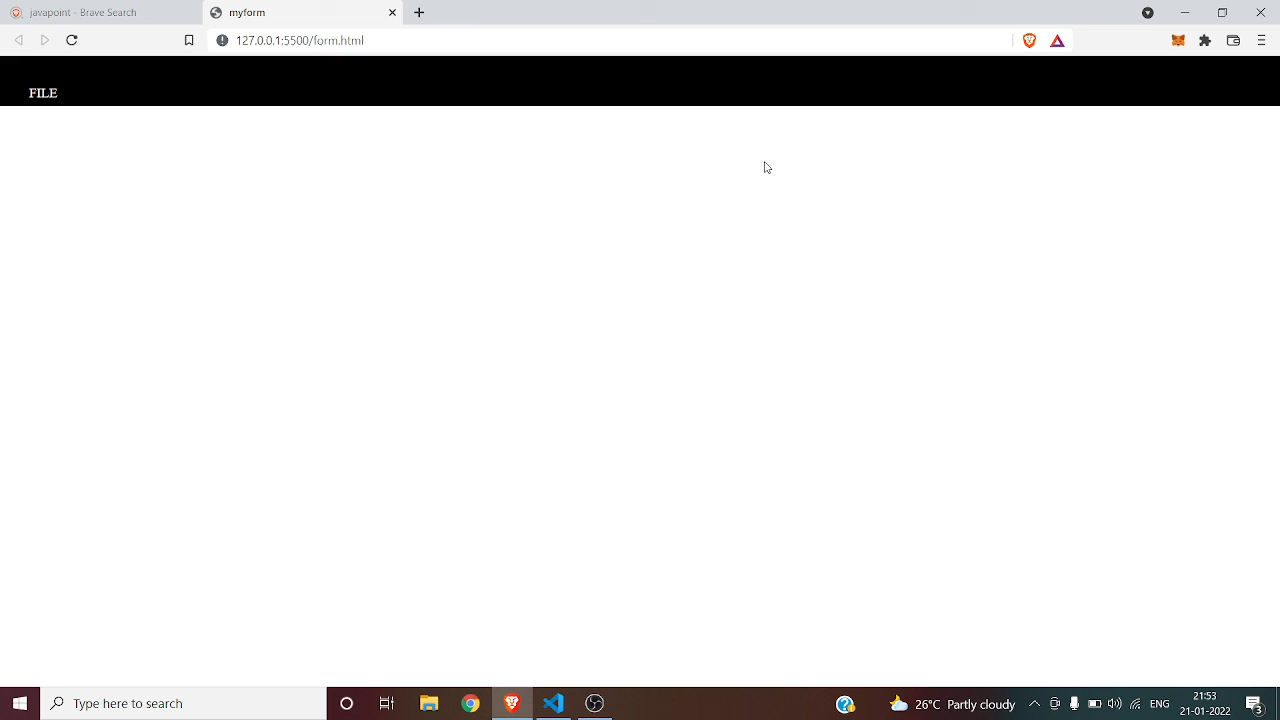 javapoint - Brave Search
myform
127.0.0.1:5500/form.html
FILE
Type here to search
26°C Partly cloudy
ENG
21:53
21-01-2022
3